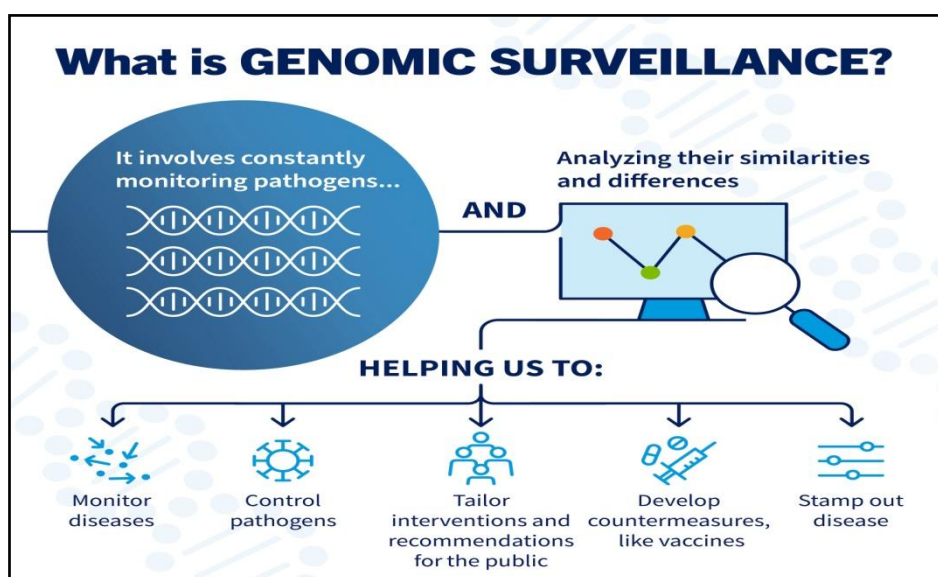 What is GENOMIC SURVEILLANCE?
It involves constantly
monitoring pathogens...
AND
Analyzing their similarities
and differences
HELPING US TO:
Monitor
diseases
Control
pathogens
Tailor
interventions and
recommendations
for the public
Develop
countermeasures,
like vaccines
Stamp out
disease